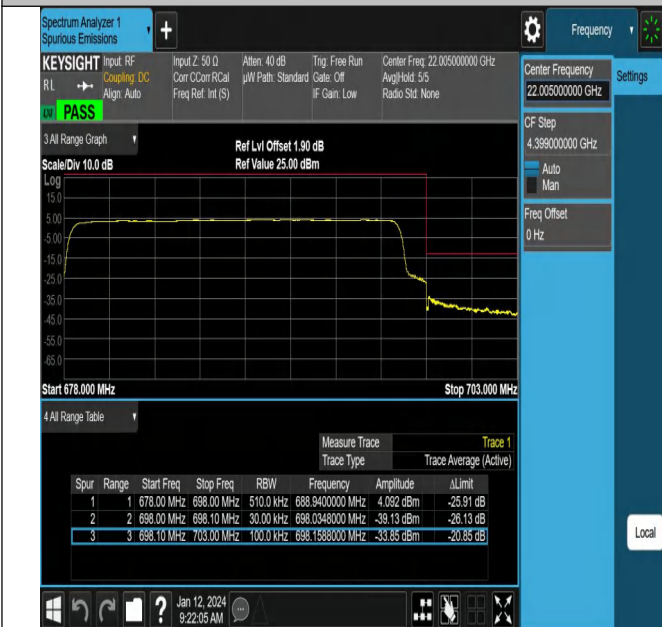 Spectrum Analyzer 1
Spurious Emissions
Frequency
KEYSIGHT
RL
PASS
Input: RF
Coupling: DC
Align: Auto
Input Z: 50 Ω
Corr CCorr RCal
Freq Ref: Int (S)
Atten: 40 dB
µW Path: Standard
Trig: Free Run
Gate: Off
IF Gain: Low
Center Freq: 22.005000000 GHz
Avg|Hold: 5/5
Radio Std: None
Center Frequency
22.005000000 GHz
Settings
CF Step
4.399000000 GHz
Auto
Man
Freq Offset
0 Hz
3 All Range Graph
Scale/Div 10.0 dB
Ref Lvl Offset 1.90 dB
Ref Value 25.00 dBm
Log
15.0
5.00
-5.00
-15.0
-25.0
-35.0
-45.0
-55.0
-65.0
Start 678.000 MHz
Stop 703.000 MHz
4 All Range Table
Measure Trace Trace 1
Trace Type Trace Average (Active)
Spur Range Start Freq Stop Freq RBW Frequency Amplitude ΔLimit
1 1 678.00 MHz 698.00 MHz 510.0 kHz 688.9400000 MHz 4.092 dBm -25.91 dB
2 2 698.00 MHz 698.10 MHz 30.00 kHz 698.0348000 MHz -39.13 dBm -26.13 dB
3 3 698.10 MHz 703.00 MHz 100.0 kHz 698.1588000 MHz -33.85 dBm -20.85 dB
Local
?
Jan 12, 2024
9:22:05 AM